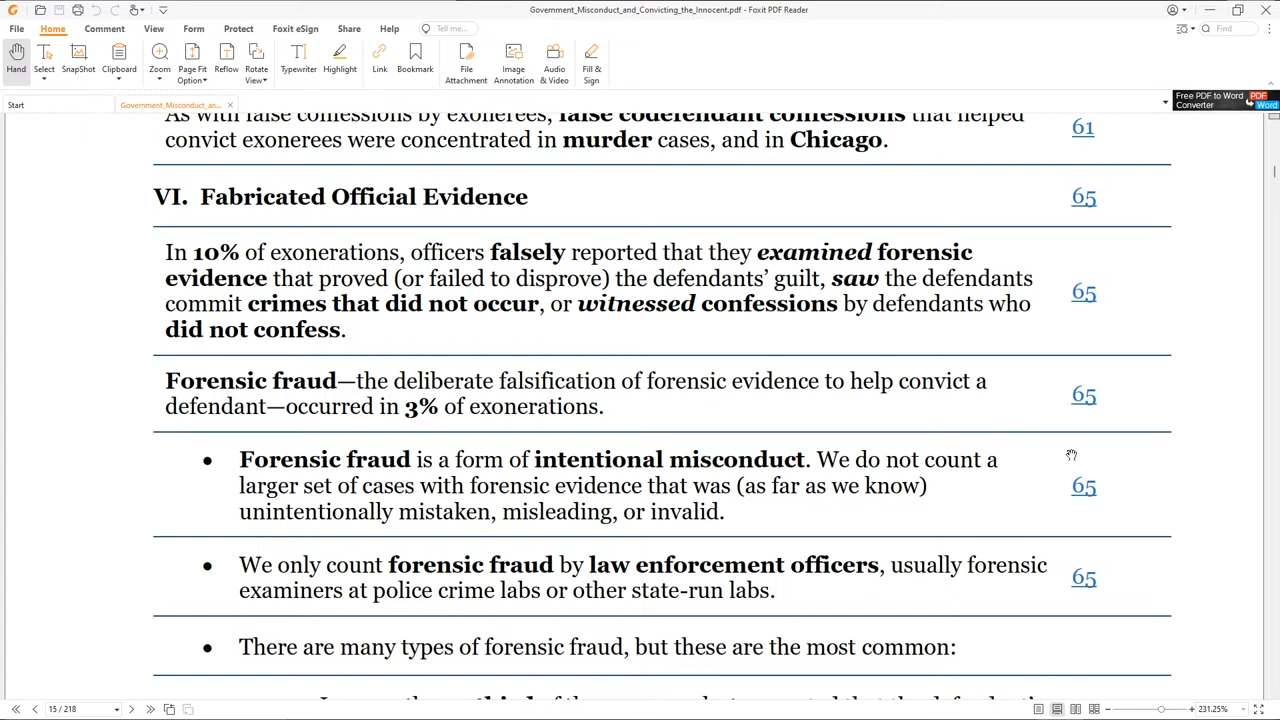 Government_Misconduct_and_Convicting_the_Innocent.pdf - Foxit PDF Reader
File Home Comment View Form Protect Foxit eSign Share Help Tell me... Find
Hand Select SnapShot Clipboard Zoom Page Fit Option Reflow Rotate View Typewriter Highlight Link Bookmark File Attachment Image Annotation Audio & Video Fill & Sign
Start Government_Misconduct_an... Free PDF to Word Converter PDF Word
As with false confessions by exonerees, false codefendant confessions that helped
convict exonerees were concentrated in murder cases, and in Chicago. 61
VI. Fabricated Official Evidence 65
In 10% of exonerations, officers falsely reported that they examined forensic
evidence that proved (or failed to disprove) the defendants' guilt, saw the defendants
commit crimes that did not occur, or witnessed confessions by defendants who
did not confess. 65
Forensic fraud—the deliberate falsification of forensic evidence to help convict a
defendant—occurred in 3% of exonerations. 65
• Forensic fraud is a form of intentional misconduct. We do not count a
larger set of cases with forensic evidence that was (as far as we know)
unintentionally mistaken, misleading, or invalid. 65
• We only count forensic fraud by law enforcement officers, usually forensic
examiners at police crime labs or other state-run labs. 65
• There are many types of forensic fraud, but these are the most common:
15 / 218 231.25%